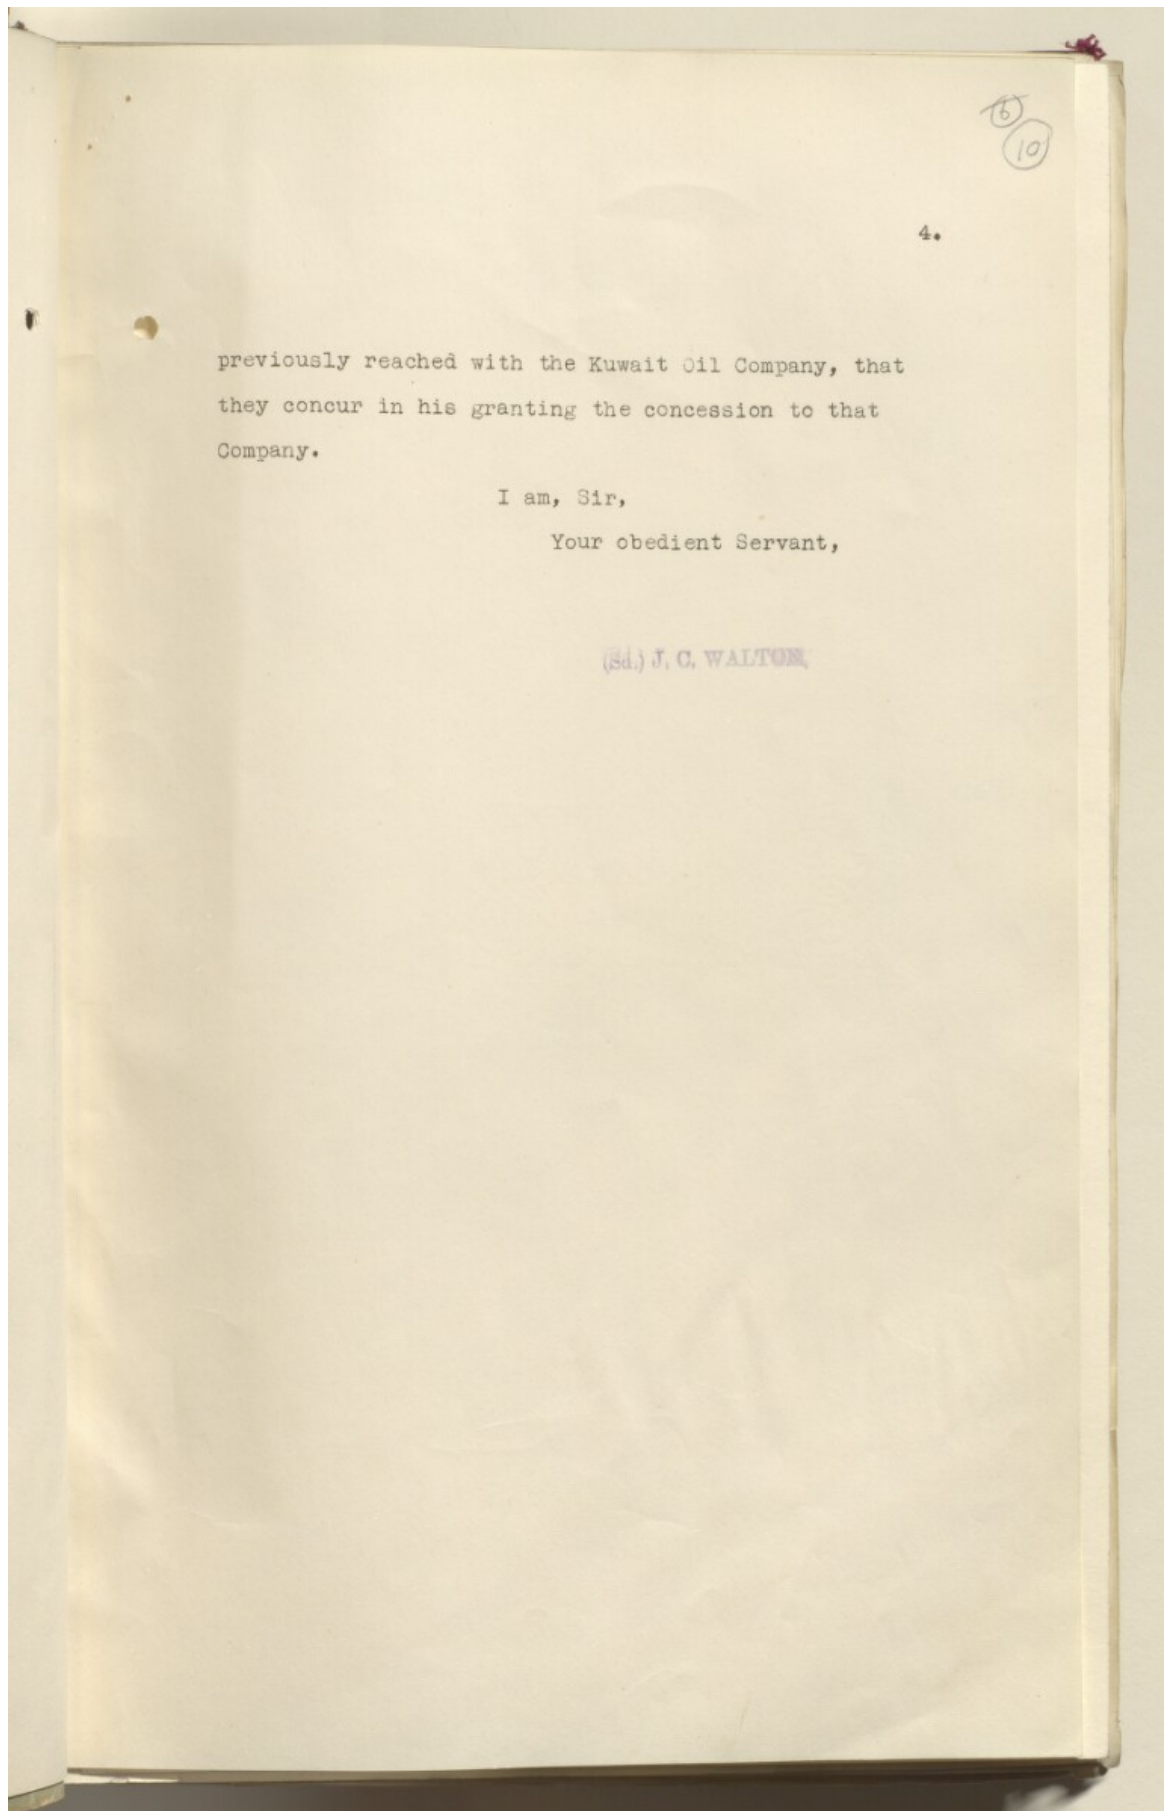 6
10
4.
previously reached with the Kuwait Oil Company, that
they concur in his granting the concession to that
Company.
I am, Sir,
Your obedient Servant,
(Sd.) J. C. WALTON.